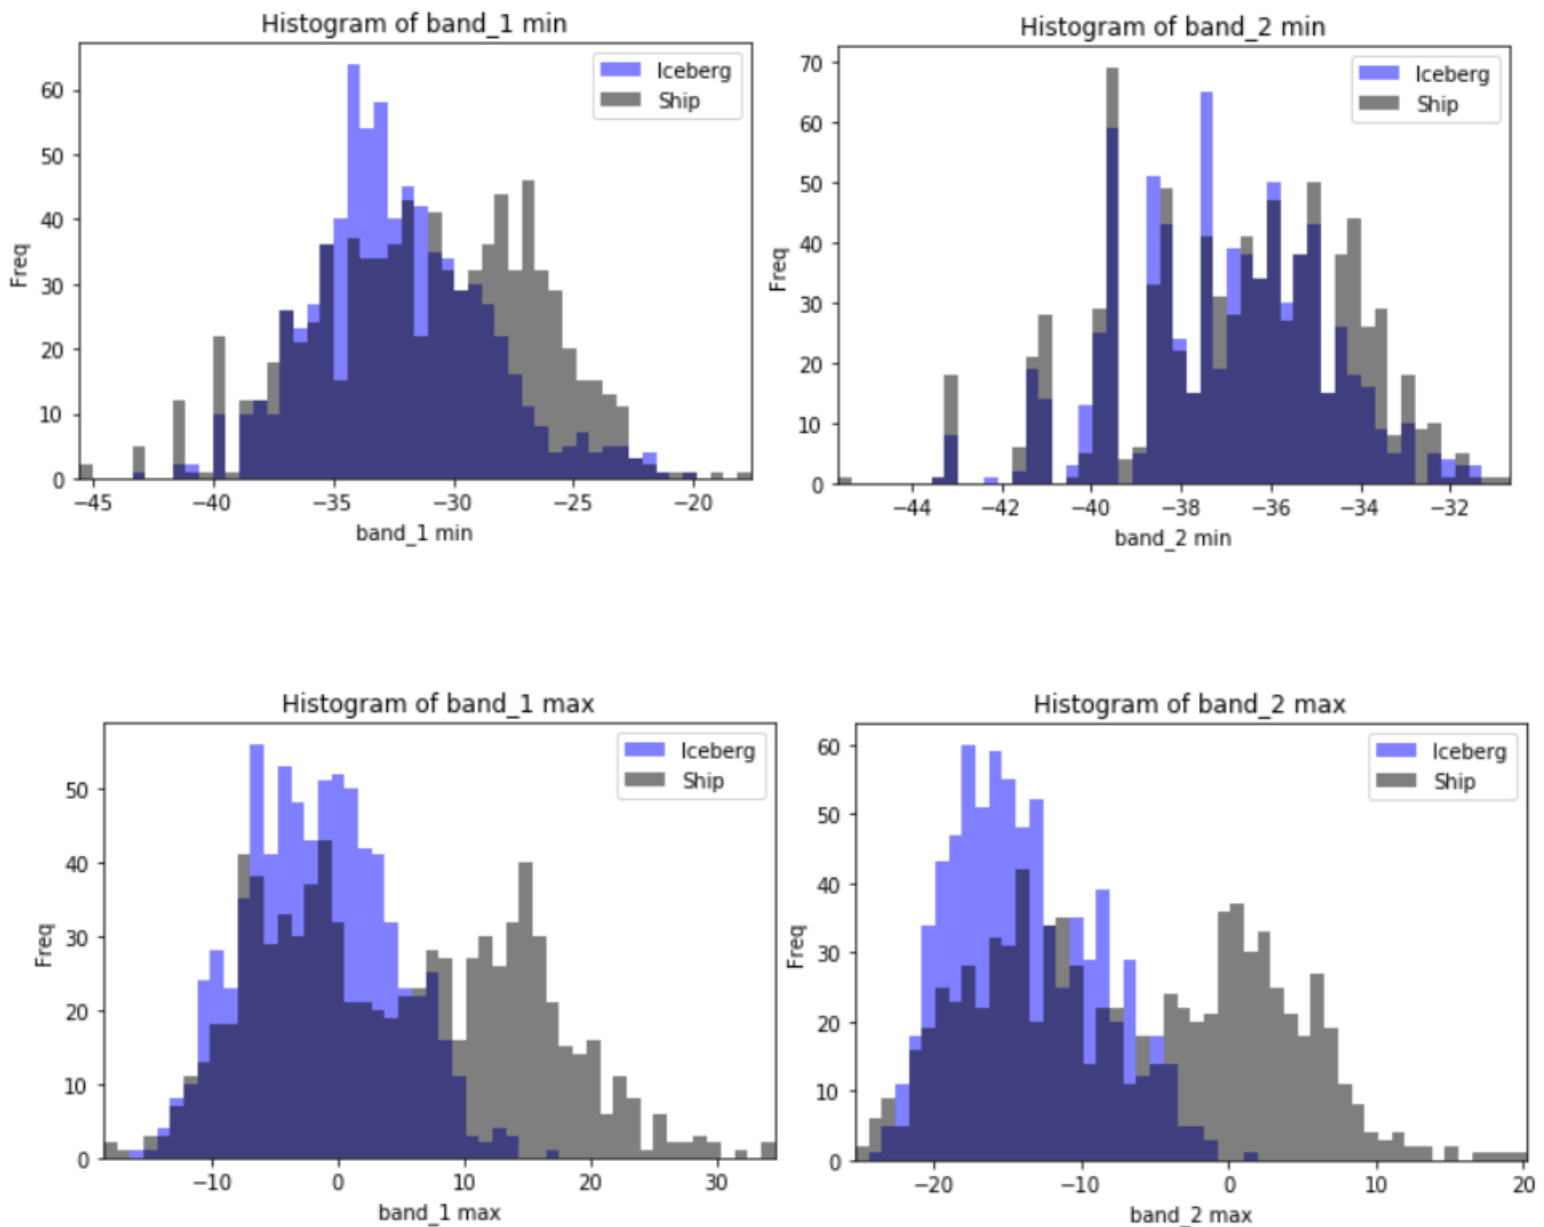 Histogram of band_1 min
Iceberg
Ship
60
50
40
30
20
10
0
Freq
−45 −40 −35 −30 −25 −20
band_1 min
Histogram of band_2 min
Iceberg
Ship
70
60
50
40
30
20
10
0
Freq
−44 −42 −40 −38 −36 −34 −32
band_2 min
Histogram of band_1 max
Iceberg
Ship
50
40
30
20
10
0
Freq
−10 0 10 20 30
band_1 max
Histogram of band_2 max
Iceberg
Ship
60
50
40
30
20
10
0
Freq
−20 −10 0 10 20
band_2 max